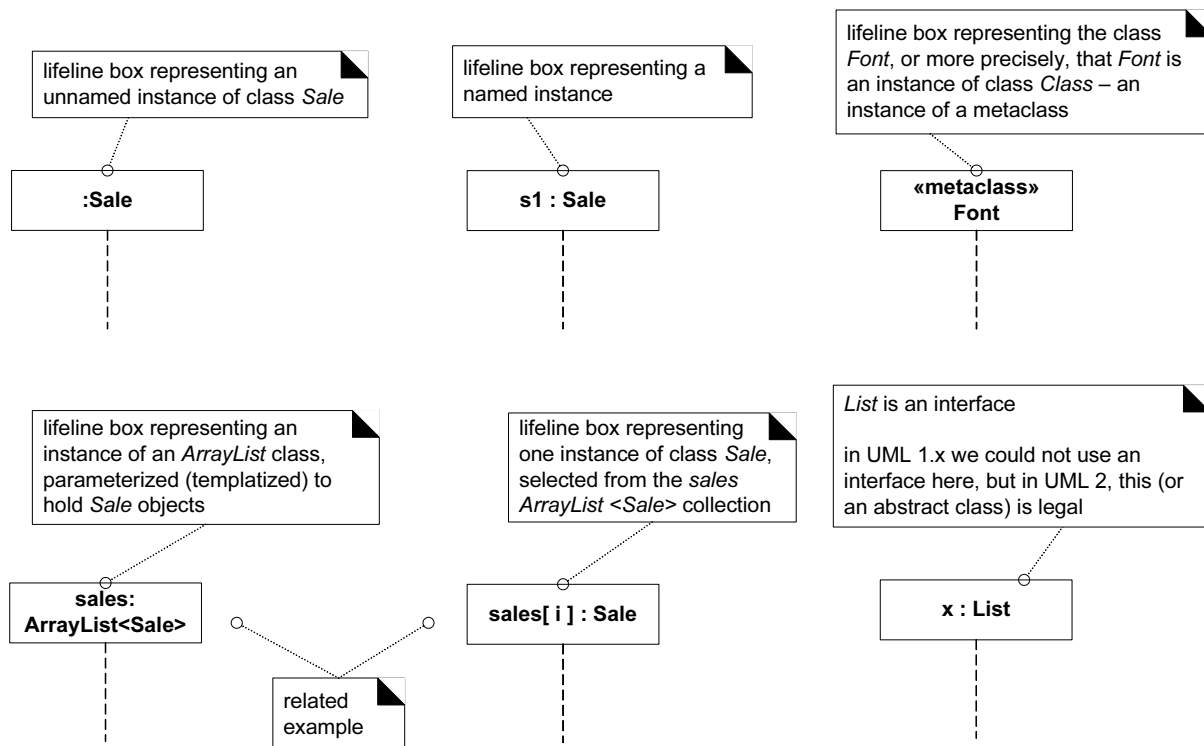 lifeline box representing an
unnamed instance of class Sale
:Sale
lifeline box representing a
named instance
s1 : Sale
lifeline box representing the class
Font, or more precisely, that Font is
an instance of class Class – an
instance of a metaclass
«metaclass»
Font
lifeline box representing an
instance of an ArrayList class,
parameterized (templatized) to
hold Sale objects
sales:
ArrayList<Sale>
related
example
lifeline box representing
one instance of class Sale,
selected from the sales
ArrayList <Sale> collection
sales[ i ] : Sale
List is an interface
in UML 1.x we could not use an
interface here, but in UML 2, this (or
an abstract class) is legal
x : List